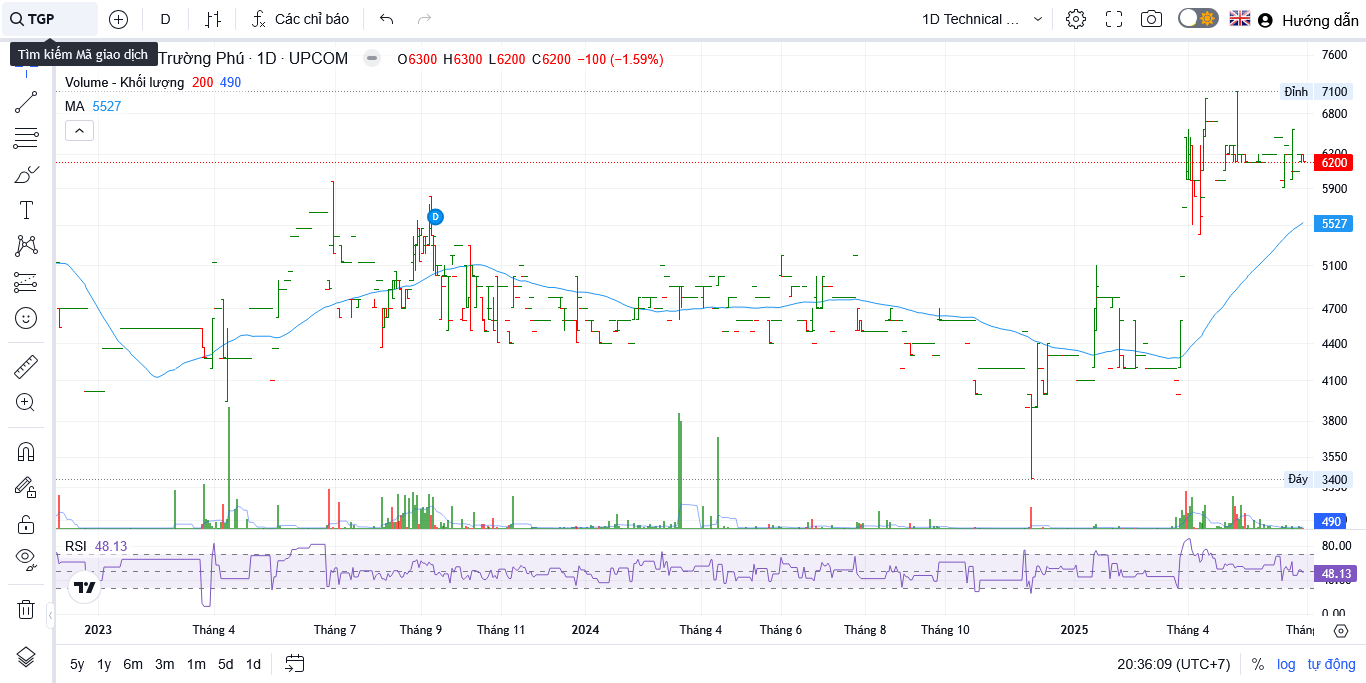 TGP
D
Các chỉ báo
1D Technical ...
Hướng dẫn
Tìm kiếm Mã giao dịch
Trường Phú · 1D · UPCOM
O6300 H6300 L6200 C6200 −100 (−1.59%)
Volume - Khối lượng 200 490
MA 5527
D
7600
Đỉnh 7100
6800
6300
6200
5900
5527
5100
4700
4400
4100
3800
3550
Đáy 3400
490
RSI 48.13
80.00
48.13
0.00
2023 Tháng 4 Tháng 7 Tháng 9 Tháng 11 2024 Tháng 4 Tháng 6 Tháng 8 Tháng 10 2025 Tháng 4 Thán
5y 1y 6m 3m 1m 5d 1d
20:36:09 (UTC+7) % log tự động